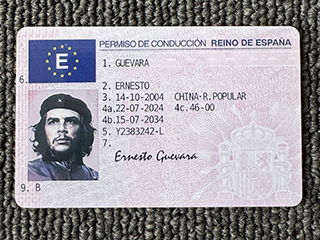 E
PERMISO DE CONDUCCIÓN REINO DE ESPAÑA
1. GUEVARA
2. ERNESTO
3. 14-10-2004 CHINA-R.POPULAR
4a.22-07-2024 4c.46-00
4b.15-07-2034
5. Y2383242-L
6.
7.
Ernesto Guevara
9. B